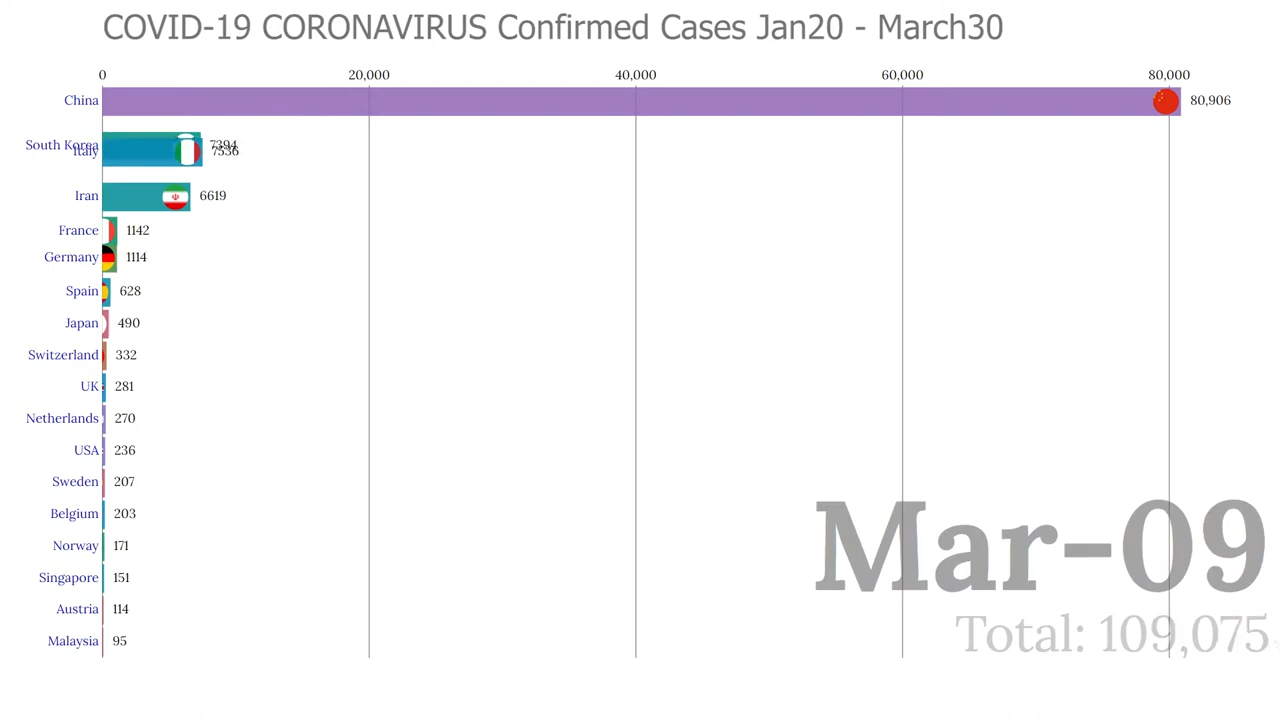 COVID-19 CORONAVIRUS Confirmed Cases Jan20 - March30
0 20,000 40,000 60,000 80,000
China 80,906
South Korea 7394
Italy 7536
Iran 6619
France 1142
Germany 1114
Spain 628
Japan 490
Switzerland 332
UK 281
Netherlands 270
USA 236
Sweden 207
Belgium 203
Norway 171
Singapore 151
Austria 114
Malaysia 95
Mar-09
Total: 109,075